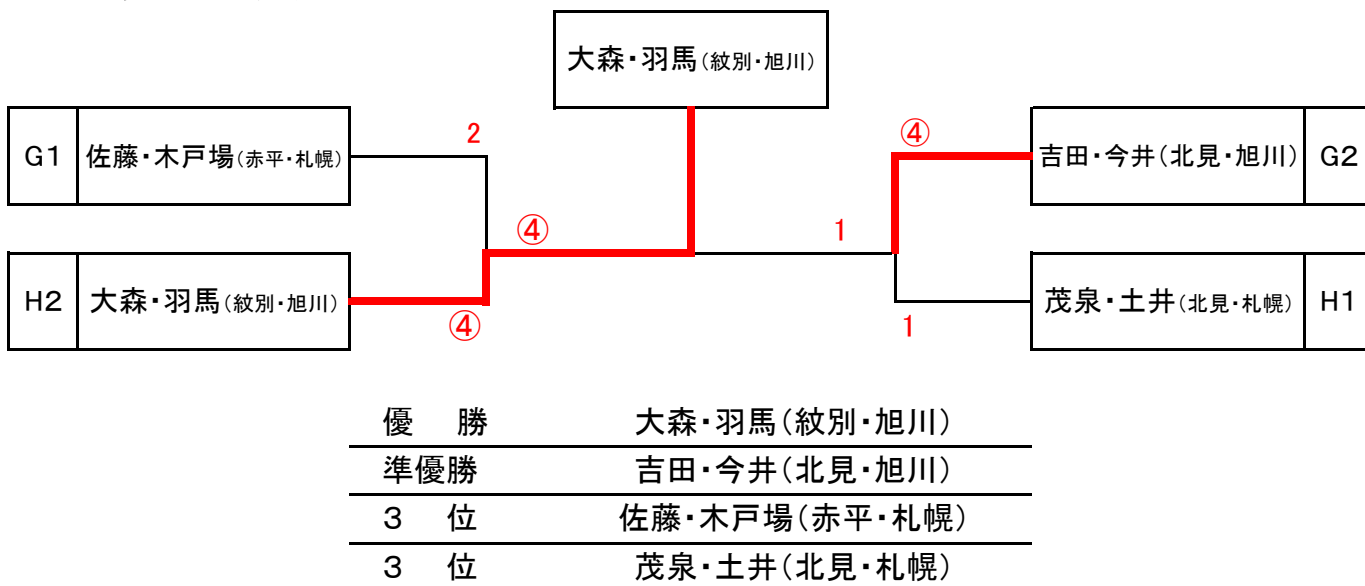 大森・羽馬(紋別・旭川)
2
④
G1 佐藤・木戸場(赤平・札幌)
吉田・今井(北見・旭川) G2
④
1
H2 大森・羽馬(紋別・旭川)
茂泉・土井(北見・札幌) H1
④
1
優 勝 大森・羽馬(紋別・旭川)
準優勝 吉田・今井(北見・旭川)
3 位 佐藤・木戸場(赤平・札幌)
3 位 茂泉・土井(北見・札幌)